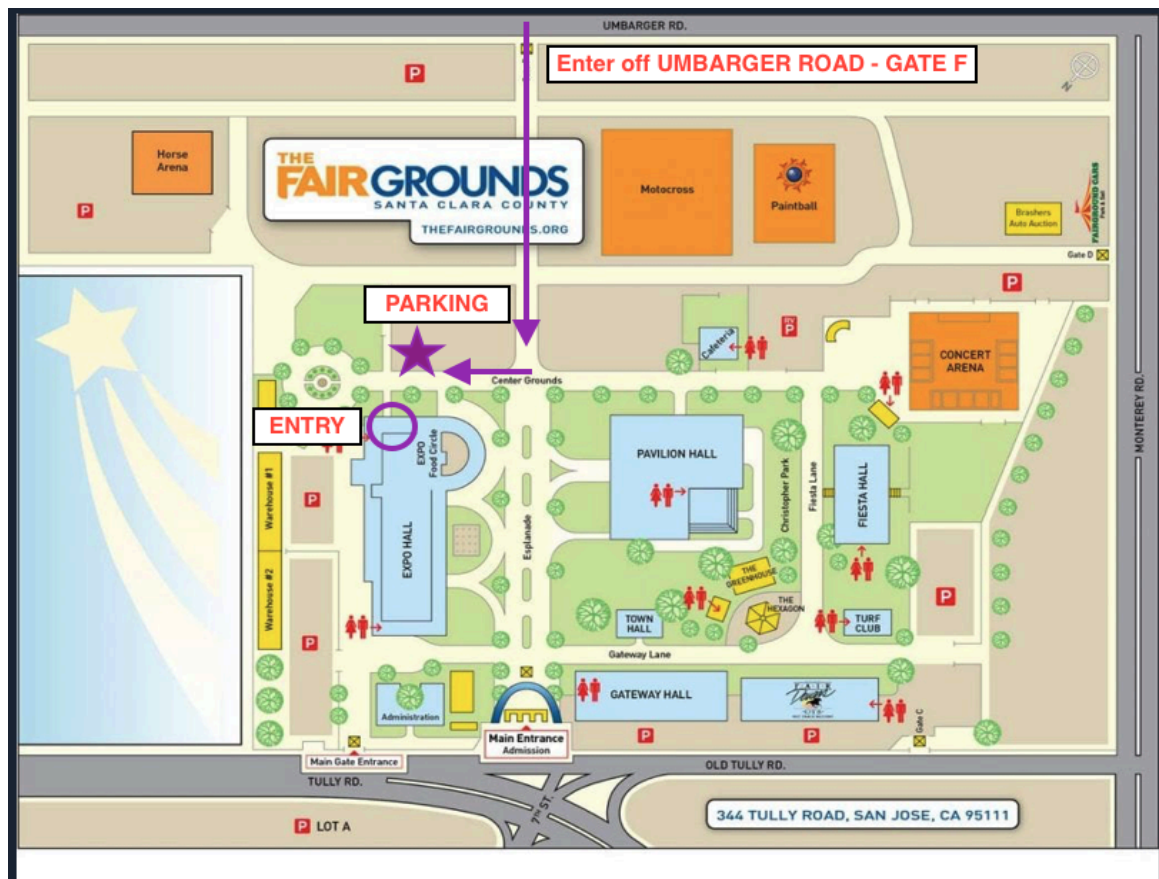 UMBARGER RD.
Enter off UMBARGER ROAD - GATE F
P
N
Horse
Arena
THE
FAIRGROUNDS
SANTA CLARA COUNTY
THEFAIRGROUNDS.ORG
Motocross
Paintball
P
Brashers
Auto Auction
FAIRGROUND CARS
Gate D
MONTEREY RD.
PARKING
P
RV
P
Cafeteria
CONCERT
ARENA
Center Grounds
ENTRY
EXPO
Food Circle
PAVILION HALL
Christopher Park
Fiesta Lane
FIESTA HALL
Warehouse #1
P
EXPO HALL
Esplanade
Warehouse #2
THE
GREENHOUSE
THE
HEXAGON
P
TOWN
HALL
TURF
CLUB
P
Gateway Lane
GATEWAY HALL
FAIR
Administration
Main Entrance
Admission
P
P
Gate C
Main Gate Entrance
OLD TULLY RD.
TULLY RD.
7TH ST.
P LOT A
344 TULLY ROAD, SAN JOSE, CA 95111